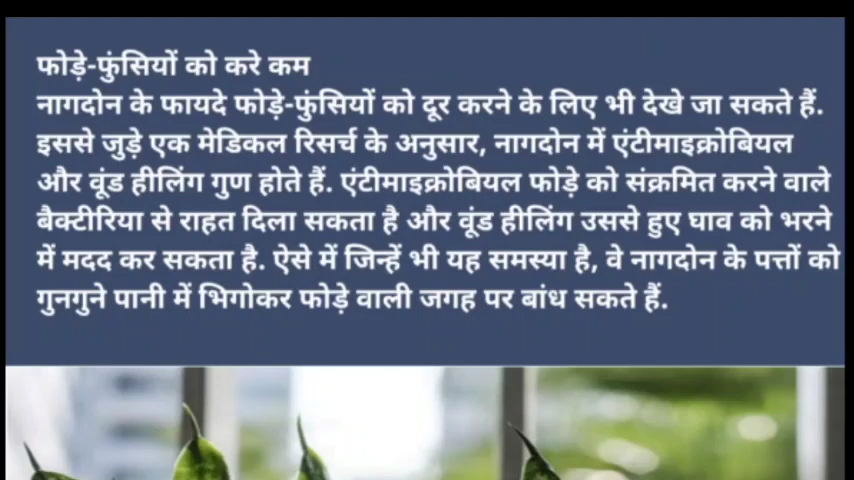 फोड़े-फुंसियों को करे कम
नागदोन के फायदे फोड़े-फुंसियों को दूर करने के लिए भी देखे जा सकते हैं.
इससे जुड़े एक मेडिकल रिसर्च के अनुसार, नागदोन में एंटीमाइक्रोबियल
और वूंड हीलिंग गुण होते हैं. एंटीमाइक्रोबियल फोड़े को संक्रमित करने वाले
बैक्टीरिया से राहत दिला सकता है और वूंड हीलिंग उससे हुए घाव को भरने
में मदद कर सकता है. ऐसे में जिन्हें भी यह समस्या है, वे नागदोन के पत्तों को
गुनगुने पानी में भिगोकर फोड़े वाली जगह पर बांध सकते हैं.